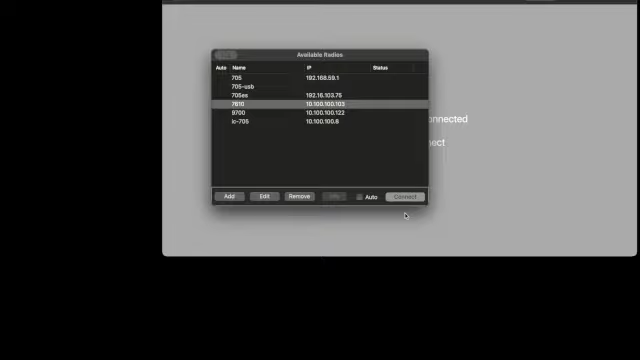 Available Radios
Auto Name IP Status
705 192.168.59.1
705-usb
705es 192.16.103.75
7610 10.100.100.103
9700 10.100.100.122
ic-705 10.100.100.6
onnected
nect
Add Edit Remove Auto Connect